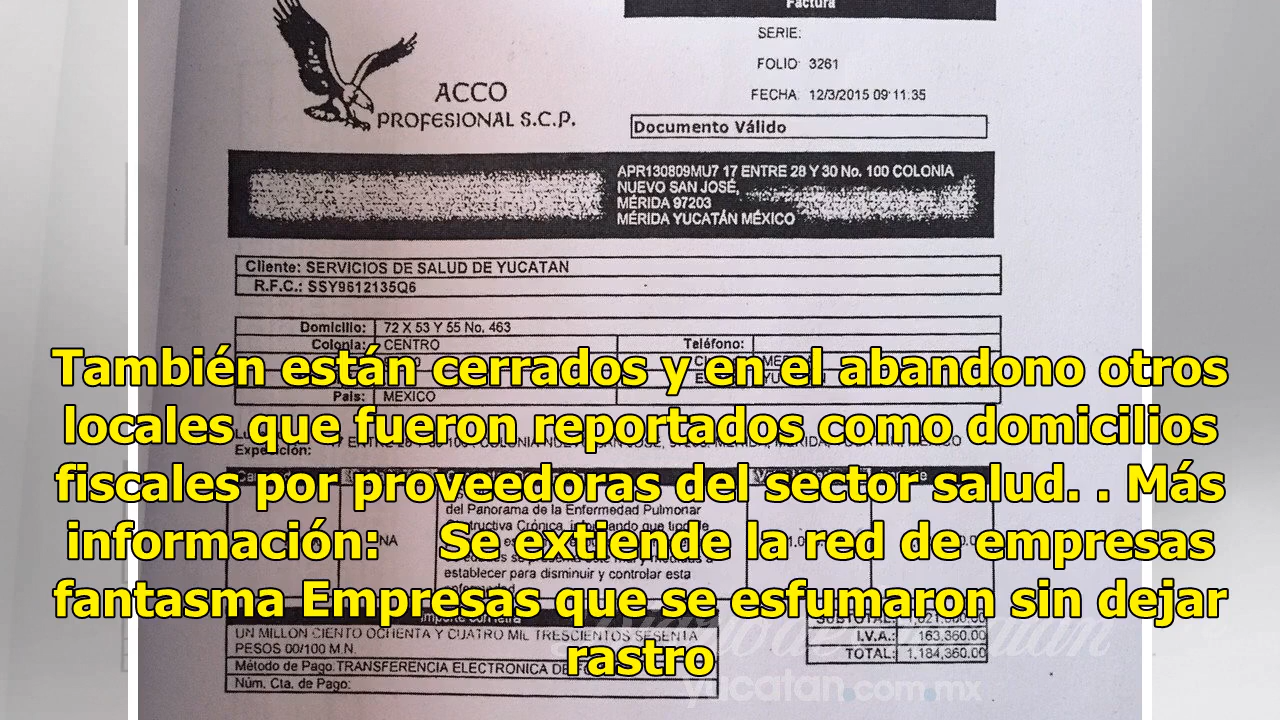 Factura
SERIE:
FOLIO: 3261
FECHA: 12/3/2015 09:11:35
ACCO
PROFESIONAL S.C.P.
Documento Válido
APR130809MU7 17 ENTRE 28 Y 30 No. 100 COLONIA
NUEVO SAN JOSÉ,
MÉRIDA 97203
MÉRIDA YUCATÁN MÉXICO
Cliente: SERVICIOS DE SALUD DE YUCATAN
R.F.C.: SSY9612135Q6
Domicilio: 72 X 53 Y 55 No. 463
Colonia: CENTRO Teléfono:
País: MEXICO
También están cerrados y en el abandono otros
locales que fueron reportados como domicilios
fiscales por proveedoras del sector salud. . Más
información: Se extiende la red de empresas
fantasma Empresas que se esfumaron sin dejar
rastro
Expedición:
del Panorama de la Enfermedad Pulmonar
establecer para disminuir y controlar esta
Importe con letra
UN MILLON CIENTO OCHENTA Y CUATRO MIL TRESCIENTOS SESENTA
PESOS 00/100 M.N.
Método de Pago: TRANSFERENCIA ELECTRONICA DE
Núm. Cta. de Pago:
SUBTOTAL:
I.V.A.: 163,360.00
TOTAL: 1,184,360.00
yucatan.com.mx